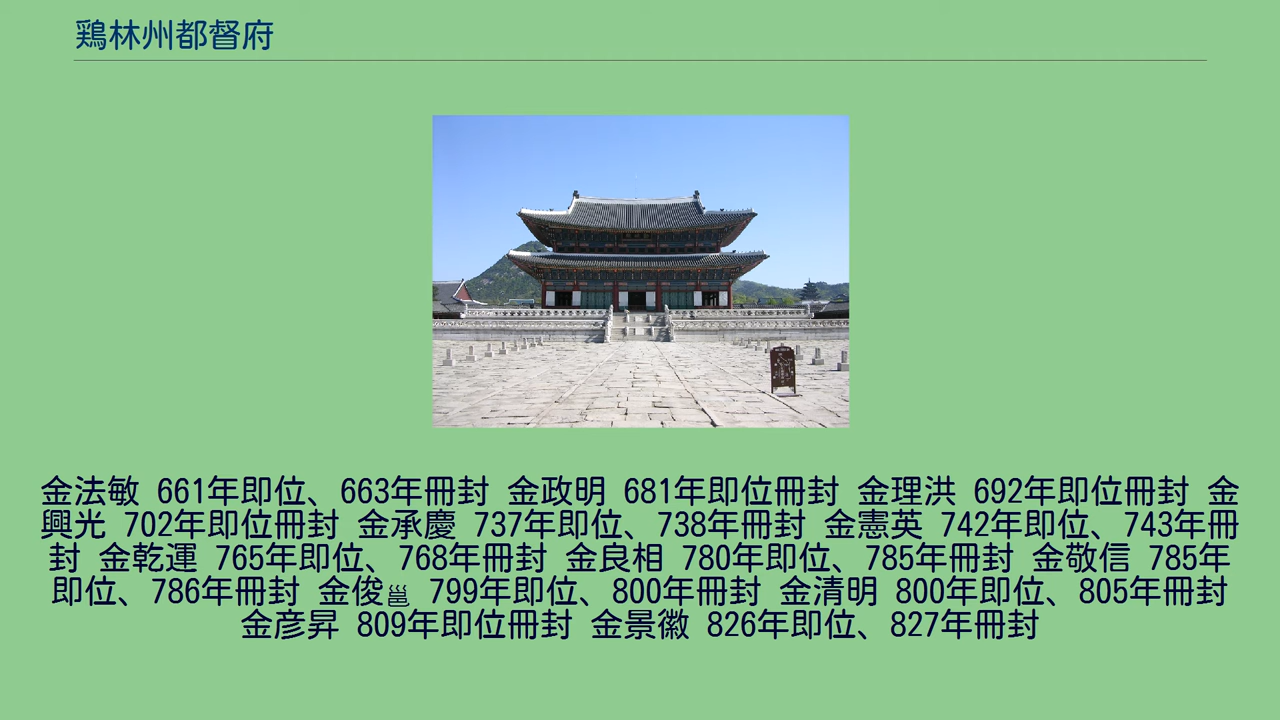 鶏林州都督府
金法敏 661年即位、663年冊封 金政明 681年即位冊封 金理洪 692年即位冊封 金
興光 702年即位冊封 金承慶 737年即位、738年冊封 金憲英 742年即位、743年冊
封 金乾運 765年即位、768年冊封 金良相 780年即位、785年冊封 金敬信 785年
即位、786年冊封 金俊邕 799年即位、800年冊封 金清明 800年即位、805年冊封
金彦昇 809年即位冊封 金景徽 826年即位、827年冊封